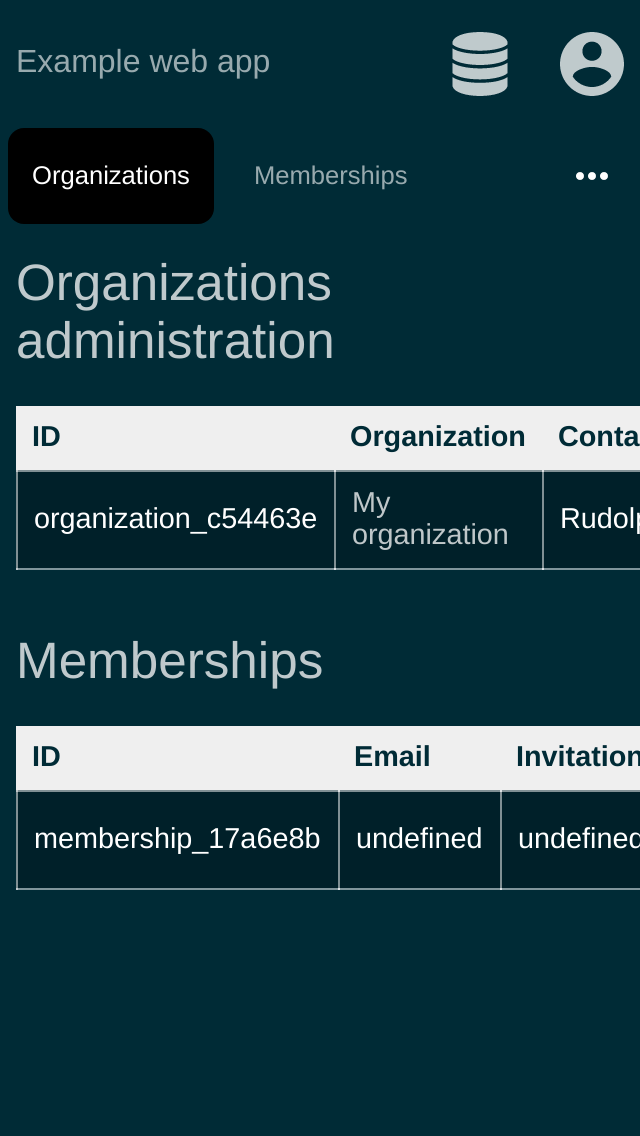 Example web app
Organizations Memberships
Organizations
administration
ID Organization Conta
organization_c54463e My organization Rudolp
Memberships
ID Email Invitation
membership_17a6e8b undefined undefined